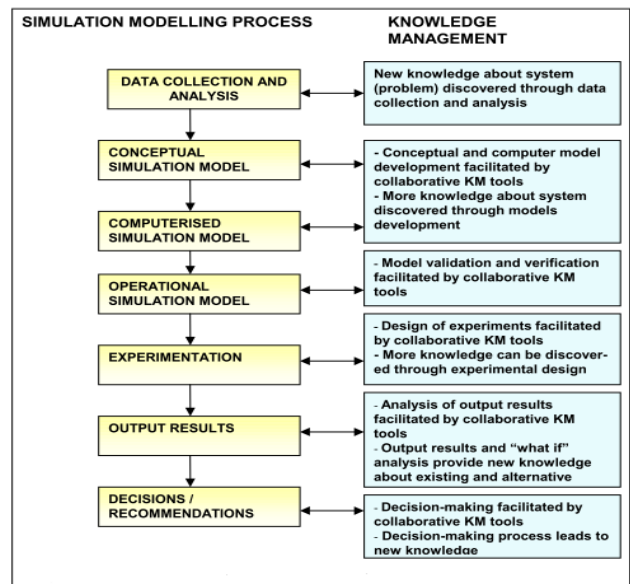 SIMULATION MODELLING PROCESS
KNOWLEDGE
MANAGEMENT
DATA COLLECTION AND
ANALYSIS
New knowledge about system
(problem) discovered through data
collection and analysis
CONCEPTUAL
SIMULATION MODEL
- Conceptual and computer model
development facilitated by
collaborative KM tools
- More knowledge about system
discovered through models
development
COMPUTERISED
SIMULATION MODEL
OPERATIONAL
SIMULATION MODEL
- Model validation and verification
facilitated by collaborative KM
tools
EXPERIMENTATION
- Design of experiments facilitated
by collaborative KM tools
- More knowledge can be discover-
ed through experimental design
OUTPUT RESULTS
- Analysis of output results
facilitated by collaborative KM
tools
- Output results and “what if”
analysis provide new knowledge
about existing and alternative
DECISIONS /
RECOMMENDATIONS
- Decision-making facilitated by
collaborative KM tools
- Decision-making process leads to
new knowledge